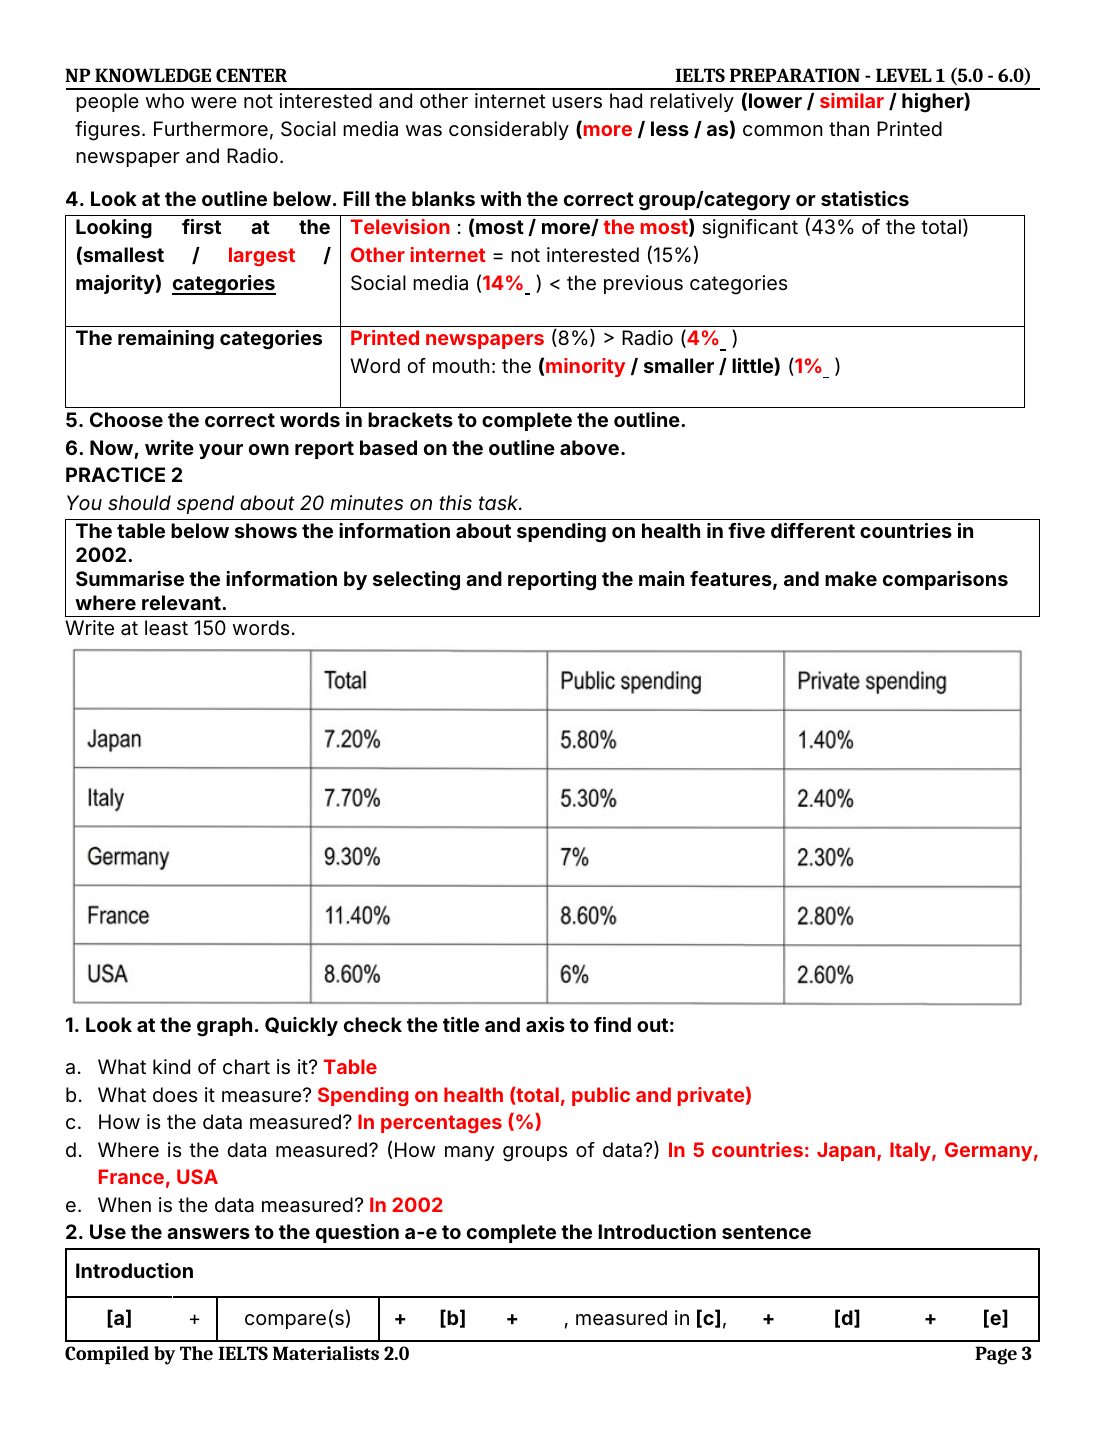 NP KNOWLEDGE CENTER IELTS PREPARATION - LEVEL 1 (5.0 - 6.0)
people who were not interested and other internet users had relatively (lower / similar / higher)
figures. Furthermore, Social media was considerably (more / less / as) common than Printed
newspaper and Radio.
4. Look at the outline below. Fill the blanks with the correct group/category or statistics
Looking first at the
(smallest / largest /
majority) categories
Television : (most / more/ the most) significant (43% of the total)
Other internet = not interested (15%)
Social media (14%_ ) < the previous categories
The remaining categories
Printed newspapers (8%) > Radio (4%_ )
Word of mouth: the (minority / smaller / little) (1%_ )
5. Choose the correct words in brackets to complete the outline.
6. Now, write your own report based on the outline above.
PRACTICE 2
You should spend about 20 minutes on this task.
The table below shows the information about spending on health in five different countries in
2002.
Summarise the information by selecting and reporting the main features, and make comparisons
where relevant.
Write at least 150 words.
Total Public spending Private spending
Japan 7.20% 5.80% 1.40%
Italy 7.70% 5.30% 2.40%
Germany 9.30% 7% 2.30%
France 11.40% 8.60% 2.80%
USA 8.60% 6% 2.60%
1. Look at the graph. Quickly check the title and axis to find out:
a. What kind of chart is it? Table
b. What does it measure? Spending on health (total, public and private)
c. How is the data measure? In percentages (%)
d. Where is the data measured? (How many groups of data?) In 5 countries: Japan, Italy, Germany,
France, USA
e. When is the data measured? In 2002
2. Use the answers to the question a-e to complete the Introduction sentence
Introduction
[a] + compare(s) + [b] + , measured in [c], + [d] + [e]
Compiled by The IELTS Materialists 2.0 Page 3